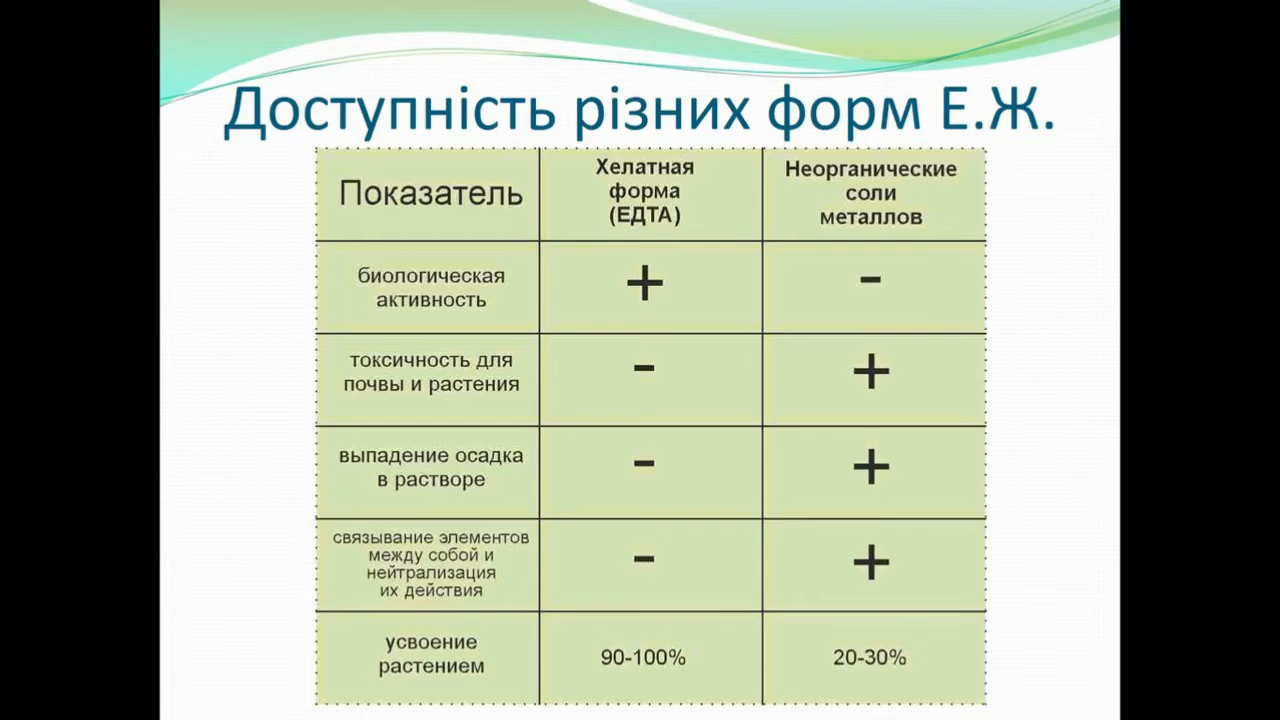 Доступність різних форм Е.Ж.
Показатель
Хелатная
форма
(ЕДТА)
Неорганические
соли
металлов
биологическая
активность
+
-
токсичность для
почвы и растения
-
+
выпадение осадка
в растворе
-
+
связывание элементов
между собой и
нейтрализация
их действия
-
+
усвоение
растением
90-100%
20-30%